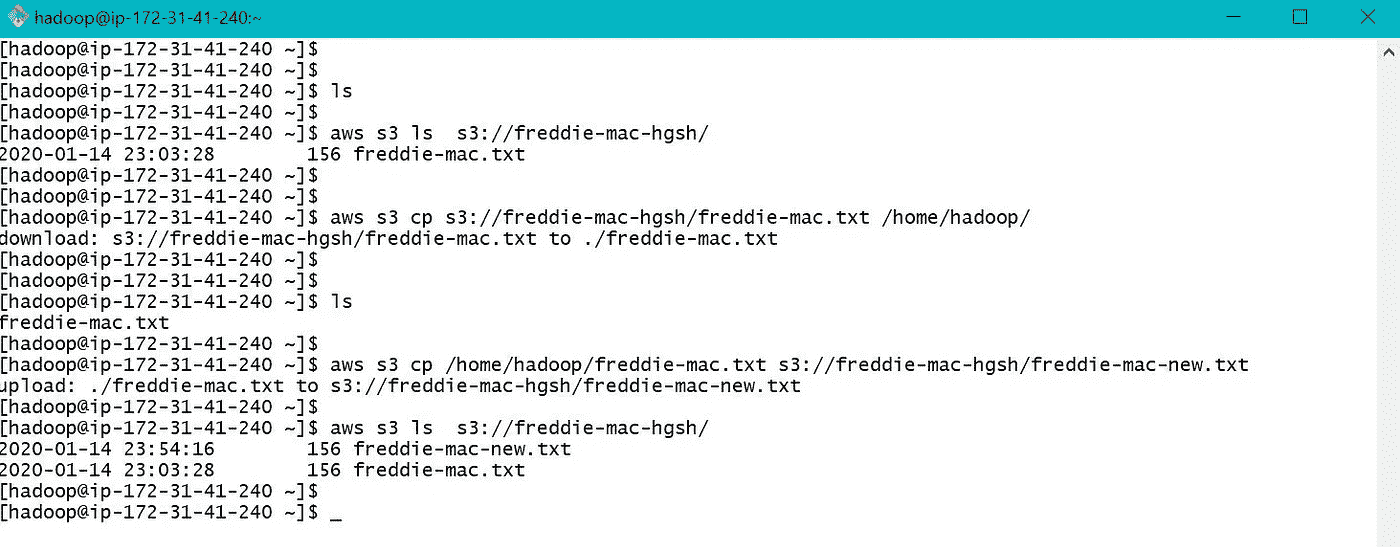 hadoop@ip-172-31-41-240:~
[hadoop@ip-172-31-41-240 ~]$
[hadoop@ip-172-31-41-240 ~]$
[hadoop@ip-172-31-41-240 ~]$ ls
[hadoop@ip-172-31-41-240 ~]$
[hadoop@ip-172-31-41-240 ~]$ aws s3 ls  s3://freddie-mac-hgsh/
2020-01-14 23:03:28        156 freddie-mac.txt
[hadoop@ip-172-31-41-240 ~]$
[hadoop@ip-172-31-41-240 ~]$
[hadoop@ip-172-31-41-240 ~]$ aws s3 cp s3://freddie-mac-hgsh/freddie-mac.txt /home/hadoop/
download: s3://freddie-mac-hgsh/freddie-mac.txt to ./freddie-mac.txt
[hadoop@ip-172-31-41-240 ~]$
[hadoop@ip-172-31-41-240 ~]$
[hadoop@ip-172-31-41-240 ~]$ ls
freddie-mac.txt
[hadoop@ip-172-31-41-240 ~]$
[hadoop@ip-172-31-41-240 ~]$ aws s3 cp /home/hadoop/freddie-mac.txt s3://freddie-mac-hgsh/freddie-mac-new.txt
upload: ./freddie-mac.txt to s3://freddie-mac-hgsh/freddie-mac-new.txt
[hadoop@ip-172-31-41-240 ~]$
[hadoop@ip-172-31-41-240 ~]$ aws s3 ls  s3://freddie-mac-hgsh/
2020-01-14 23:54:16        156 freddie-mac-new.txt
2020-01-14 23:03:28        156 freddie-mac.txt
[hadoop@ip-172-31-41-240 ~]$
[hadoop@ip-172-31-41-240 ~]$ _